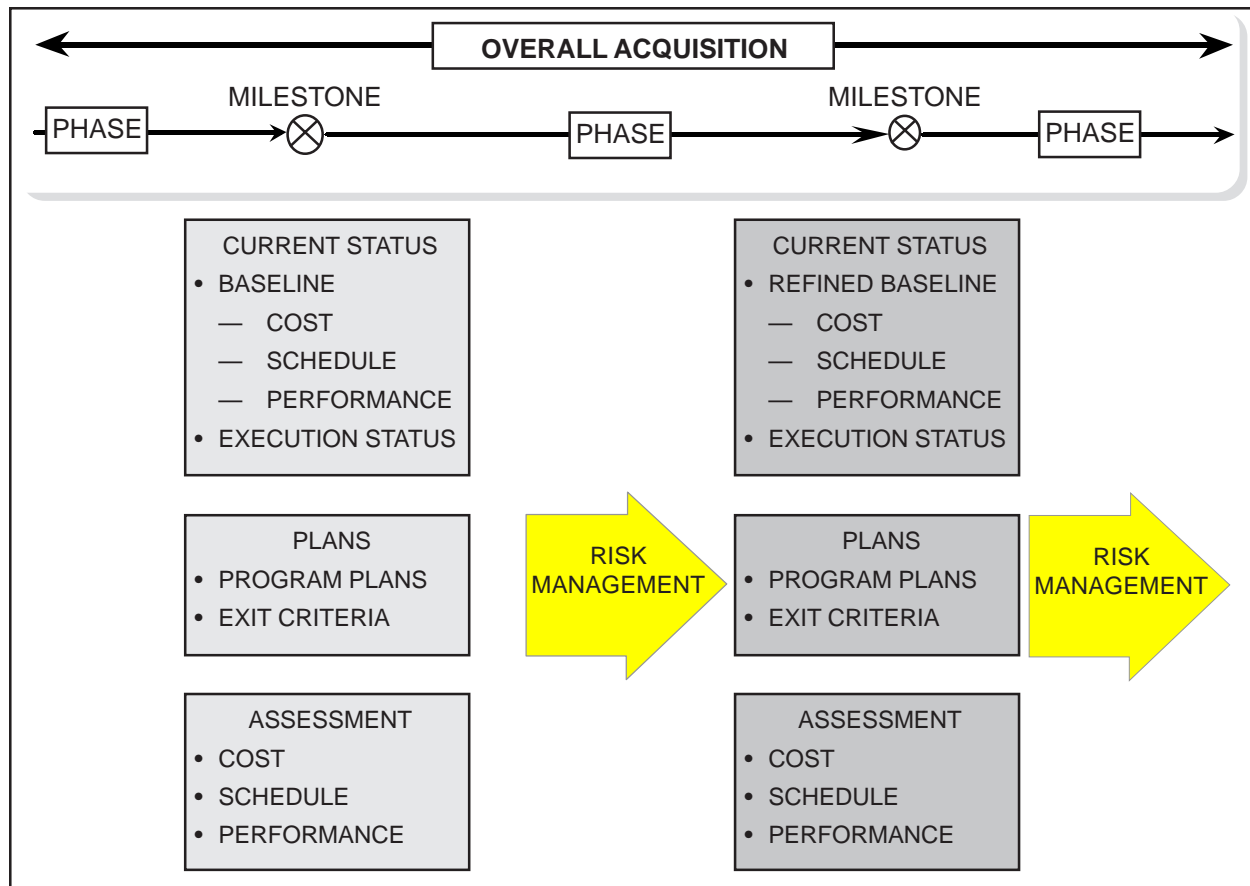 OVERALL ACQUISITION
MILESTONE
MILESTONE
PHASE
PHASE
PHASE
CURRENT STATUS
• BASELINE
— COST
— SCHEDULE
— PERFORMANCE
• EXECUTION STATUS
CURRENT STATUS
• REFINED BASELINE
— COST
— SCHEDULE
— PERFORMANCE
• EXECUTION STATUS
PLANS
• PROGRAM PLANS
• EXIT CRITERIA
RISK
MANAGEMENT
PLANS
• PROGRAM PLANS
• EXIT CRITERIA
RISK
MANAGEMENT
ASSESSMENT
• COST
• SCHEDULE
• PERFORMANCE
ASSESSMENT
• COST
• SCHEDULE
• PERFORMANCE